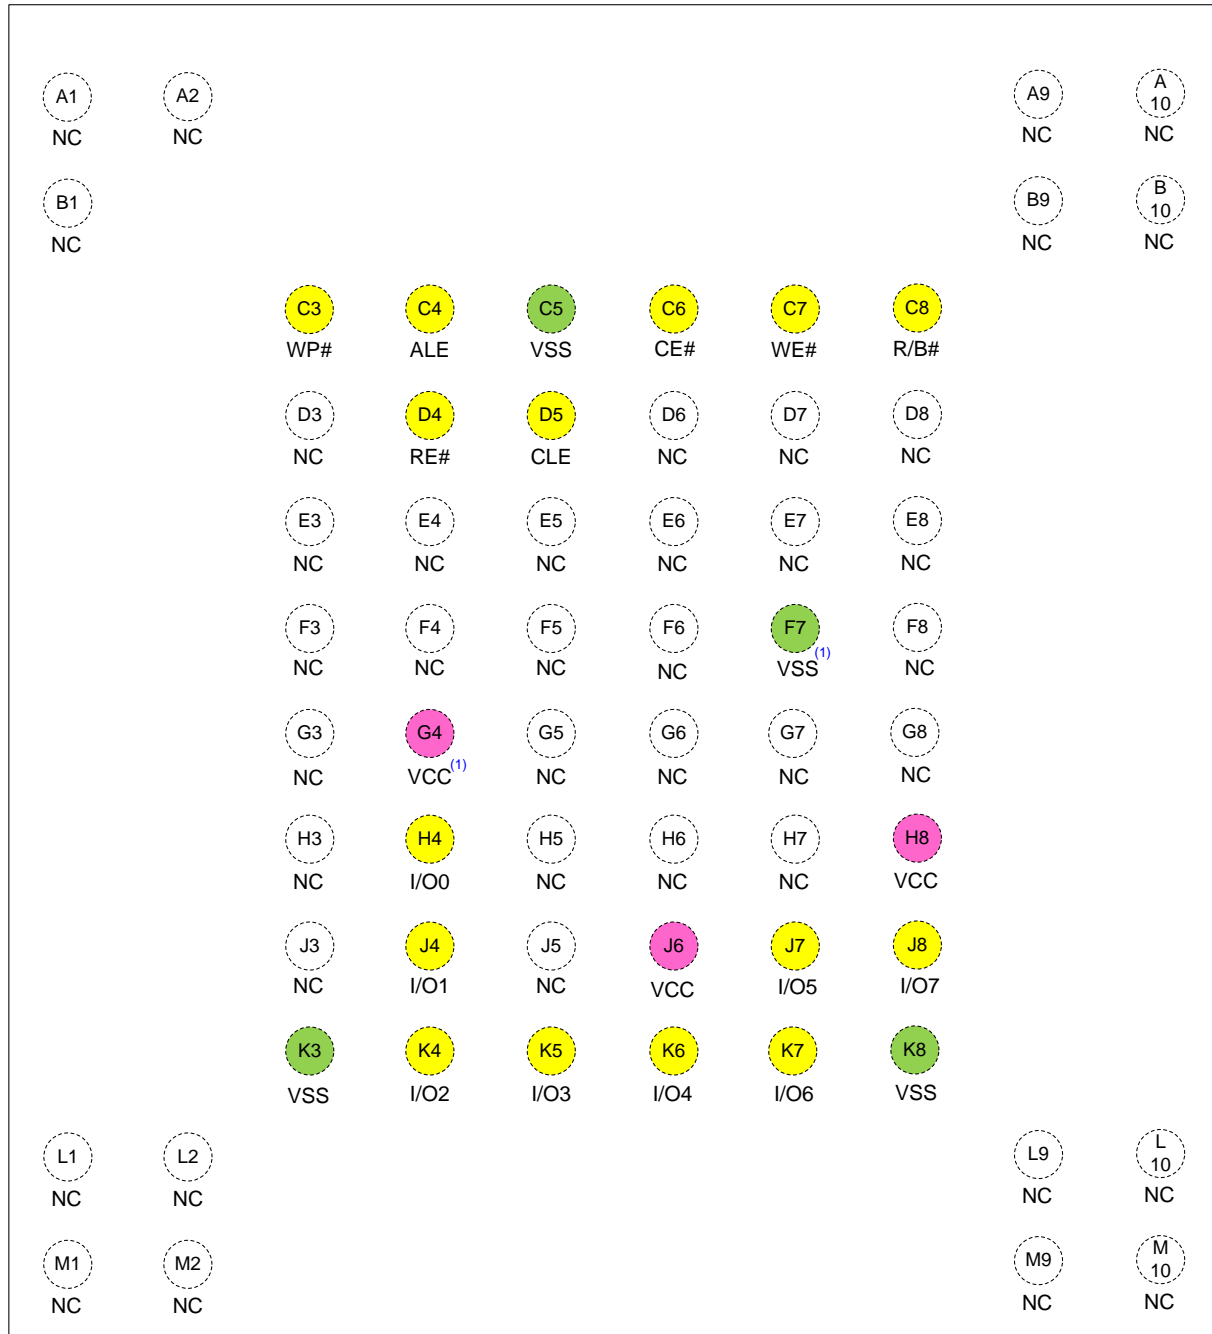 A1 A2 A9 A 10
NC NC NC NC
B1 B9 B 10
NC NC NC
C3 C4 C5 C6 C7 C8
WP# ALE VSS CE# WE# R/B#
D3 D4 D5 D6 D7 D8
NC RE# CLE NC NC NC
E3 E4 E5 E6 E7 E8
NC NC NC NC NC NC
F3 F4 F5 F6 F7 F8
NC NC NC NC VSS(1) NC
G3 G4 G5 G6 G7 G8
NC VCC(1) NC NC NC NC
H3 H4 H5 H6 H7 H8
NC I/O0 NC NC NC VCC
J3 J4 J5 J6 J7 J8
NC I/O1 NC VCC I/O5 I/O7
K3 K4 K5 K6 K7 K8
VSS I/O2 I/O3 I/O4 I/O6 VSS
L1 L2 L9 L 10
NC NC NC NC
M1 M2 M9 M 10
NC NC NC NC